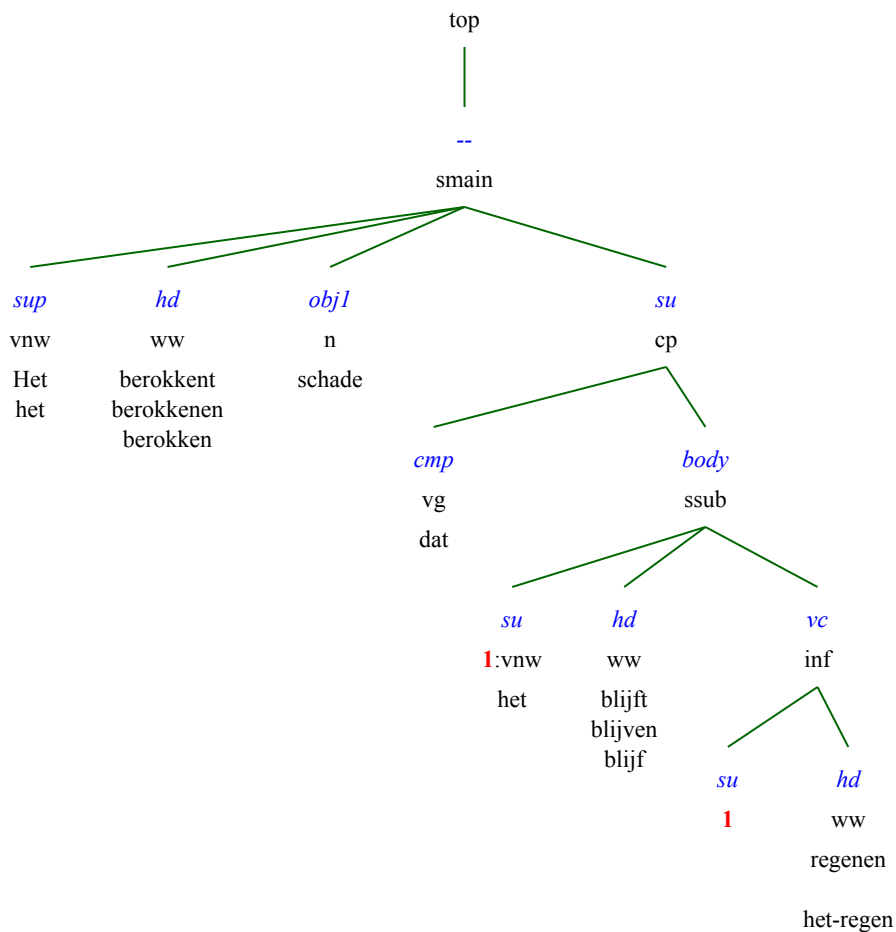 top
--
smain
sup hd obj1 su
vnw ww n cp
Het berokkent schade
het berokkenen
berokken
cmp body
vg ssub
dat
su hd vc
1:vnw ww inf
het blijft
blijven
blijf
su hd
1 ww
regenen
het-regen